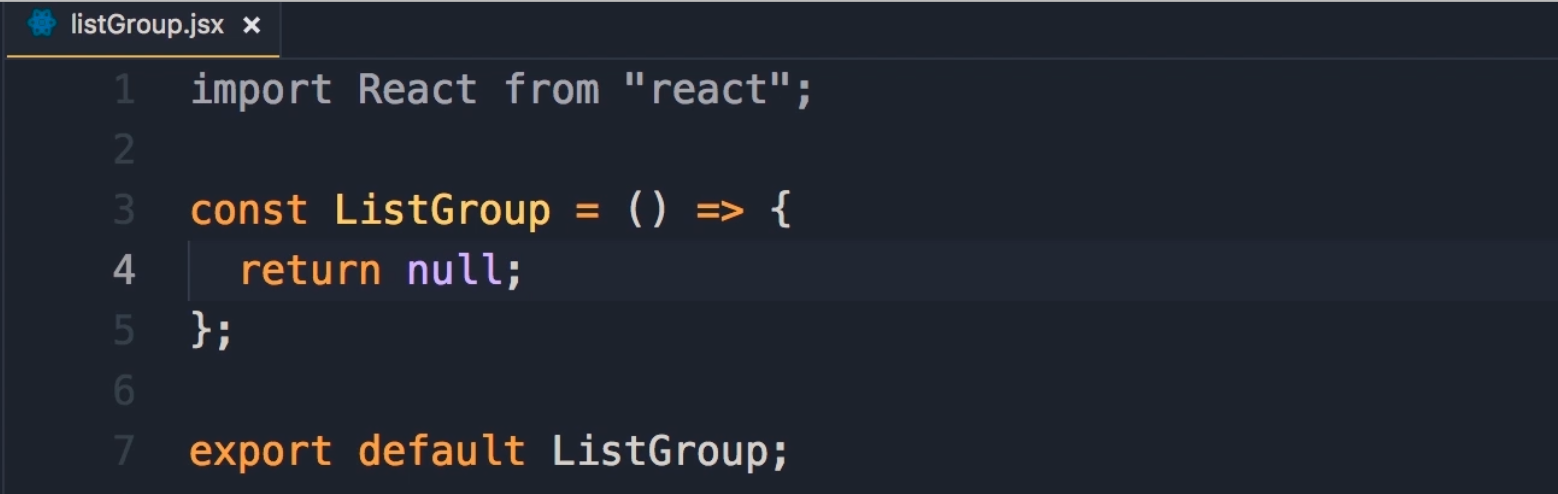 listGroup.jsx ×
1 import React from "react";
2
3 const ListGroup = () => {
4   return null;
5 };
6
7 export default ListGroup;